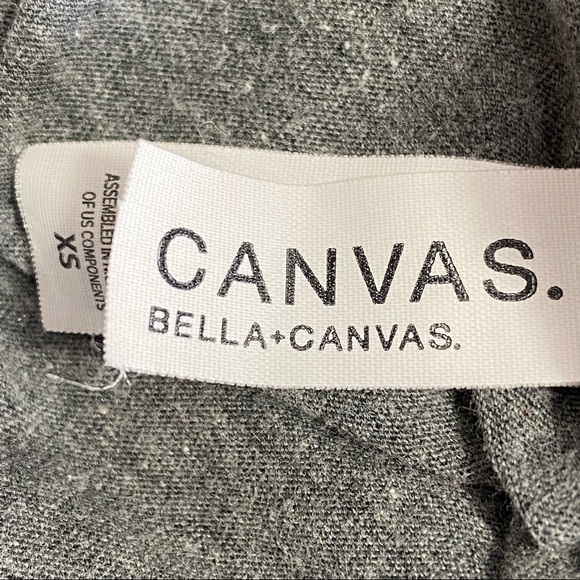 CANVAS.
BELLA+CANVAS.
ASSEMBLED IN
OF US COMPONENTS
XS